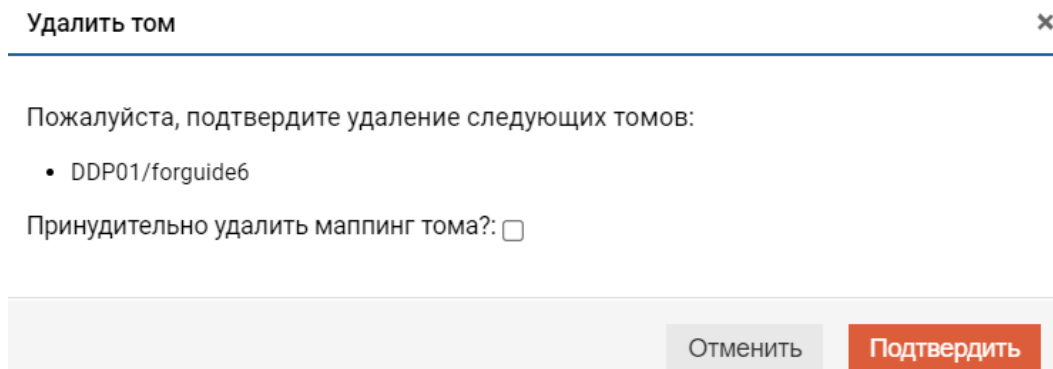 Удалить том
Пожалуйста, подтвердите удаление следующих томов:
DDP01/forguide6
Принудительно удалить маппинг тома?:
Отменить Подтвердить